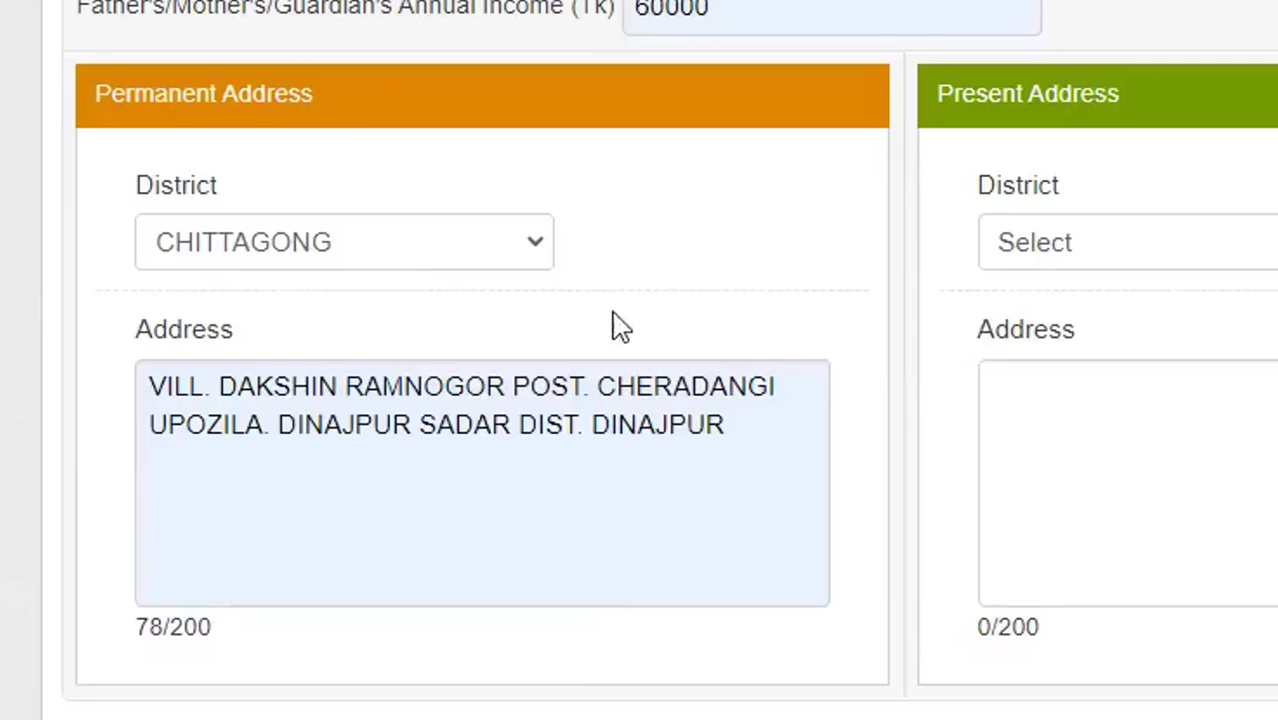 Father's/Mother's/Guardian's Annual Income (Tk) 60000
Permanent Address
Present Address
District
District
CHITTAGONG
Select
Address
Address
VILL. DAKSHIN RAMNOGOR POST. CHERADANGI
UPOZILA. DINAJPUR SADAR DIST. DINAJPUR
78/200
0/200